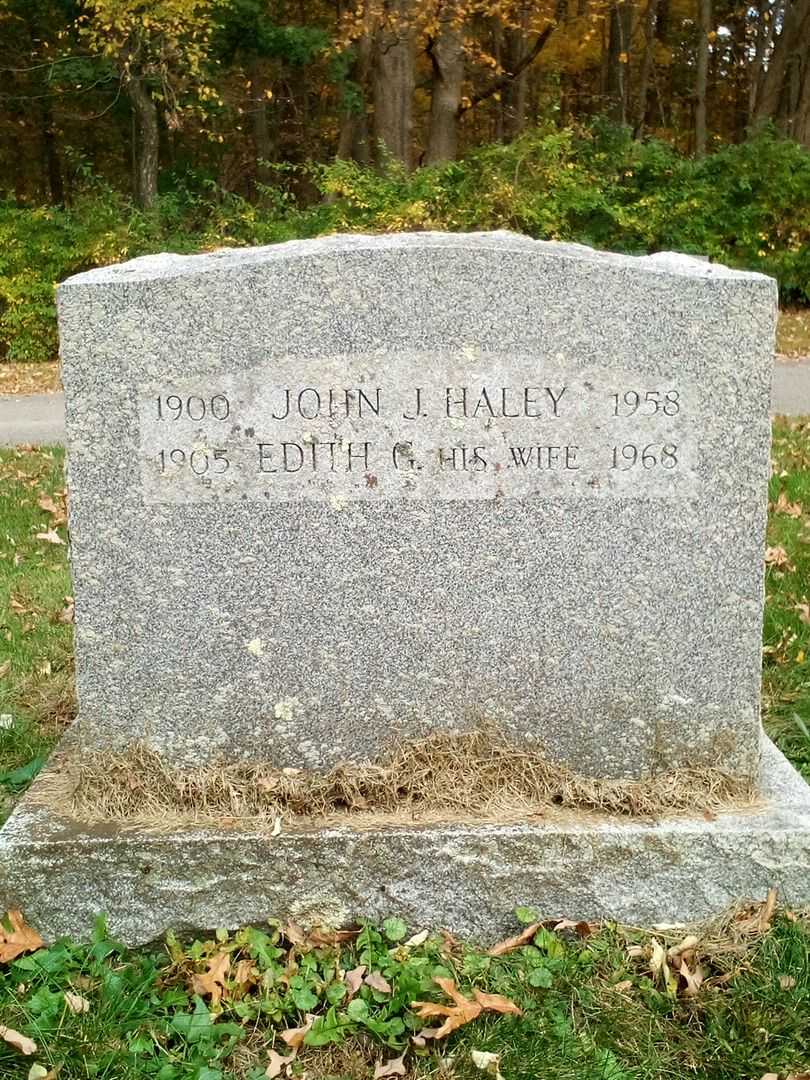 1900 JOHN J. HALEY 1958
1905 EDITH G. HIS WIFE 1968